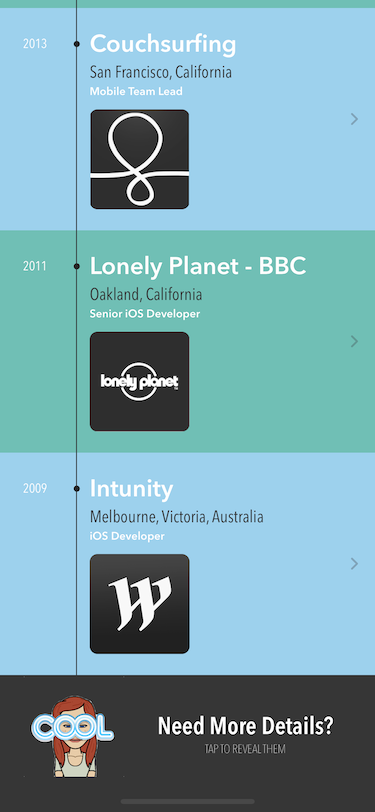 2013
Couchsurfing
San Francisco, California
Mobile Team Lead
2011
Lonely Planet - BBC
Oakland, California
Senior iOS Developer
lonely planet
2009
Intunity
Melbourne, Victoria, Australia
iOS Developer
W
COOL
Need More Details?
TAP TO REVEAL THEM